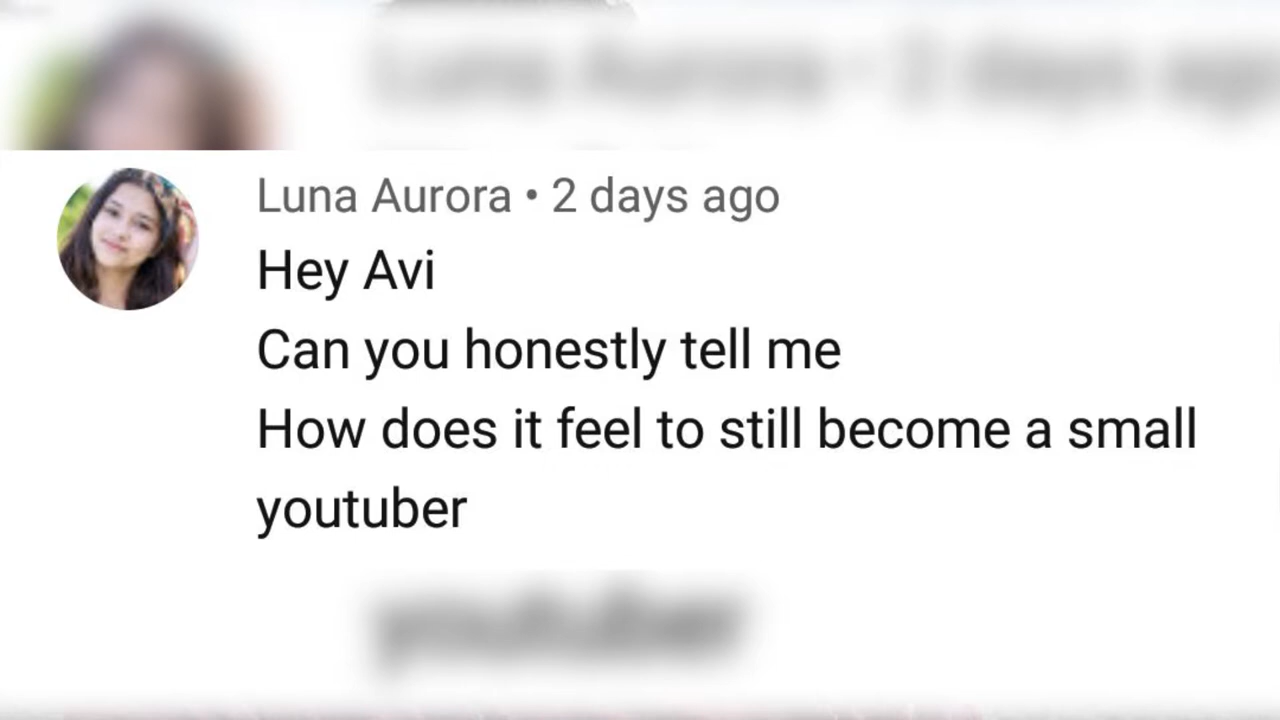 Luna Aurora • 2 days ago
Hey Avi
Can you honestly tell me
How does it feel to still become a small
youtuber